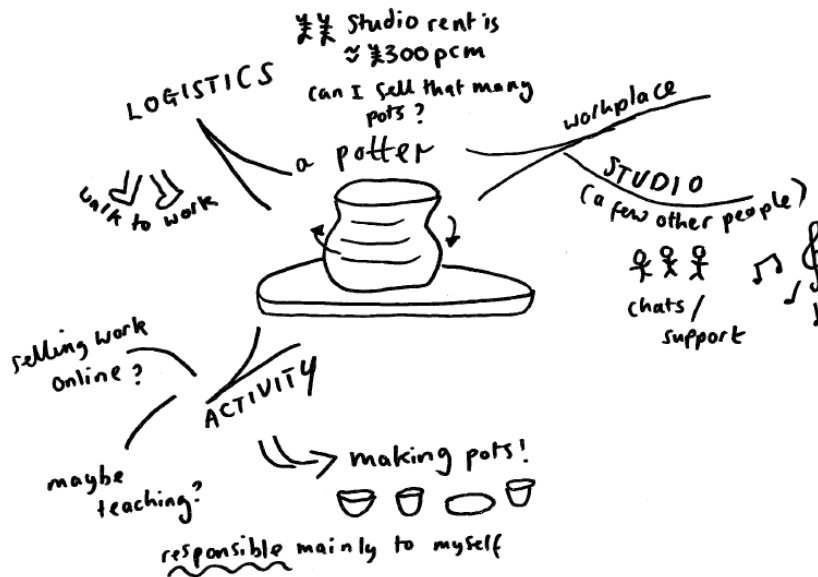 ¥¥ Studio rent is
≈ ¥300 pcm
can I sell that many
pots?
LOGISTICS
walk to work
a potter
workplace
STUDIO
(a few other people)
chats/
support
selling work
online?
ACTIVITY
maybe
teaching?
making pots!
responsible mainly to myself